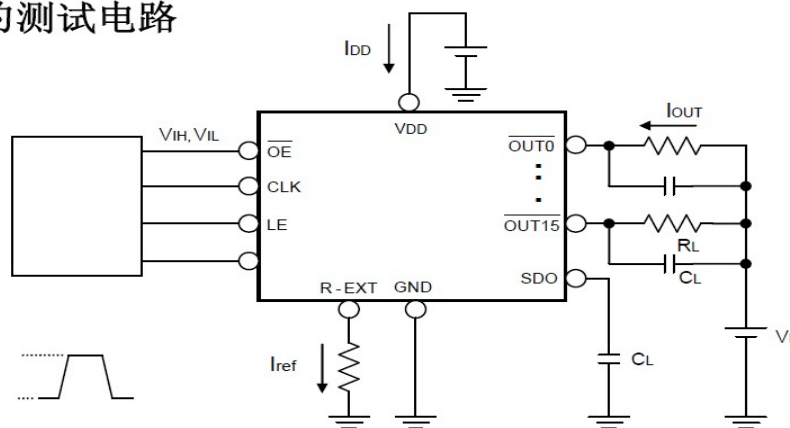 测试电路
IDD
VDD
VIH, VIL
OE
CLK
LE
OUT0
OUT15
SDO
R-EXT
GND
IOUT
RL
CL
CL
Iref